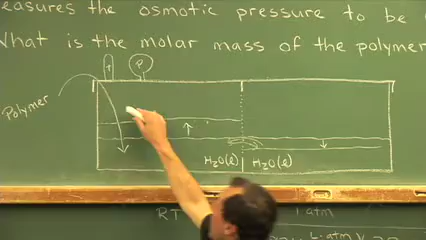 easures the osmotic pressure to be
What is the molar mass of the polymer
P
Polymer
H₂O(l) H₂O(l)
RT
1 atm
L·atm